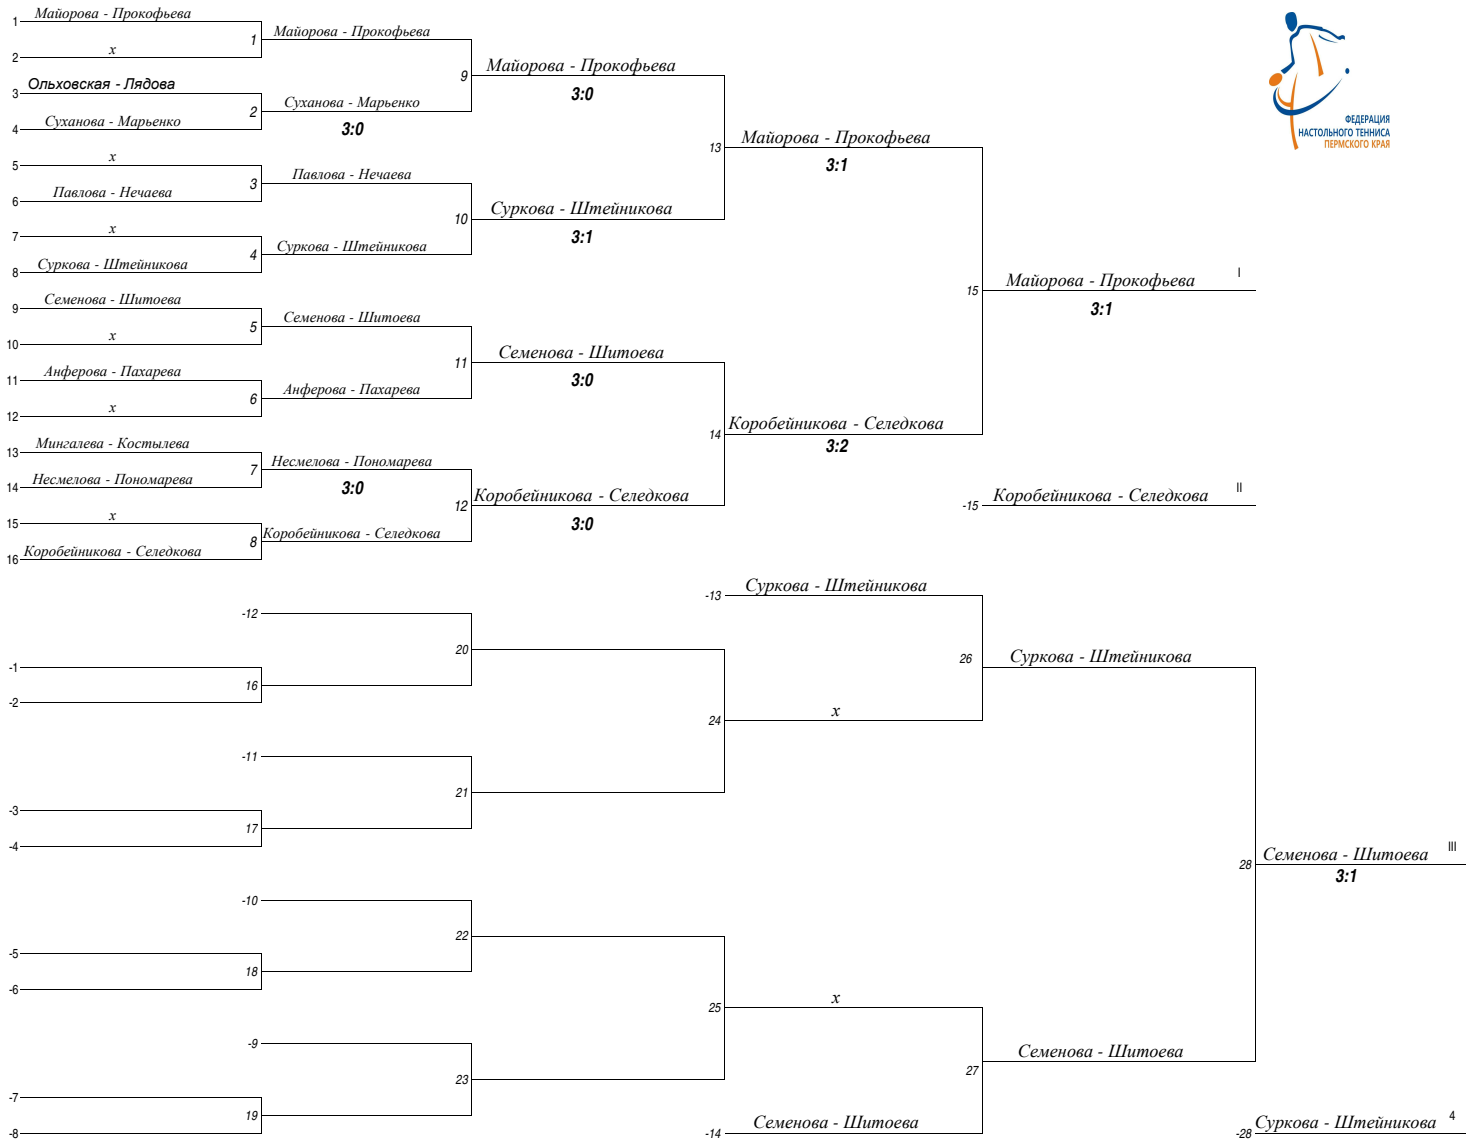 1 Майорова - Прокофьева
1 Майорова - Прокофьева
2 х
9 Майорова - Прокофьева
3:0
3 Ольховская - Лядова
2 Суханова - Марьенко
3:0
4 Суханова - Марьенко
13 Майорова - Прокофьева
3:1
5 х
3 Павлова - Нечаева
6 Павлова - Нечаева
10 Суркова - Штейникова
3:1
7 х
4 Суркова - Штейникова
8 Суркова - Штейникова
15 Майорова - Прокофьева I
3:1
9 Семенова - Шитоева
5 Семенова - Шитоева
10 х
11 Семенова - Шитоева
3:0
11 Анферова - Пахарева
6 Анферова - Пахарева
12 х
14 Коробейникова - Селедкова
3:2
13 Мингалева - Костылева
7 Несмелова - Пономарева
3:0
14 Несмелова - Пономарева
12 Коробейникова - Селедкова
3:0
15 х
8 Коробейникова - Селедкова
16 Коробейникова - Селедкова
-15 Коробейникова - Селедкова II
ФЕДЕРАЦИЯ
НАСТОЛЬНОГО ТЕННИСА
ПЕРМСКОГО КРАЯ
-13 Суркова - Штейникова
-12
20
26 Суркова - Штейникова
-1
16
-2
24 х
-11
21
-3
17
-4
28 Семенова - Шитоева III
3:1
-10
22
-5
18
-6
25 х
-9
27 Семенова - Шитоева
23
-7
19
-8
-14 Семенова - Шитоева
-28 Суркова - Штейникова 4